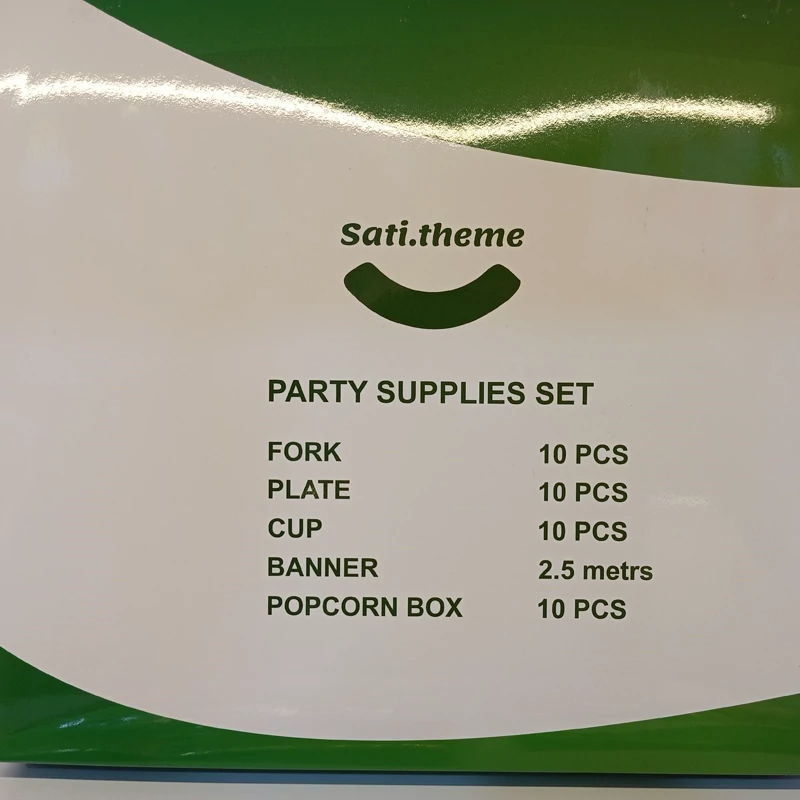 Sati.theme
PARTY SUPPLIES SET
FORK 10 PCS
PLATE 10 PCS
CUP 10 PCS
BANNER 2.5 metrs
POPCORN BOX 10 PCS